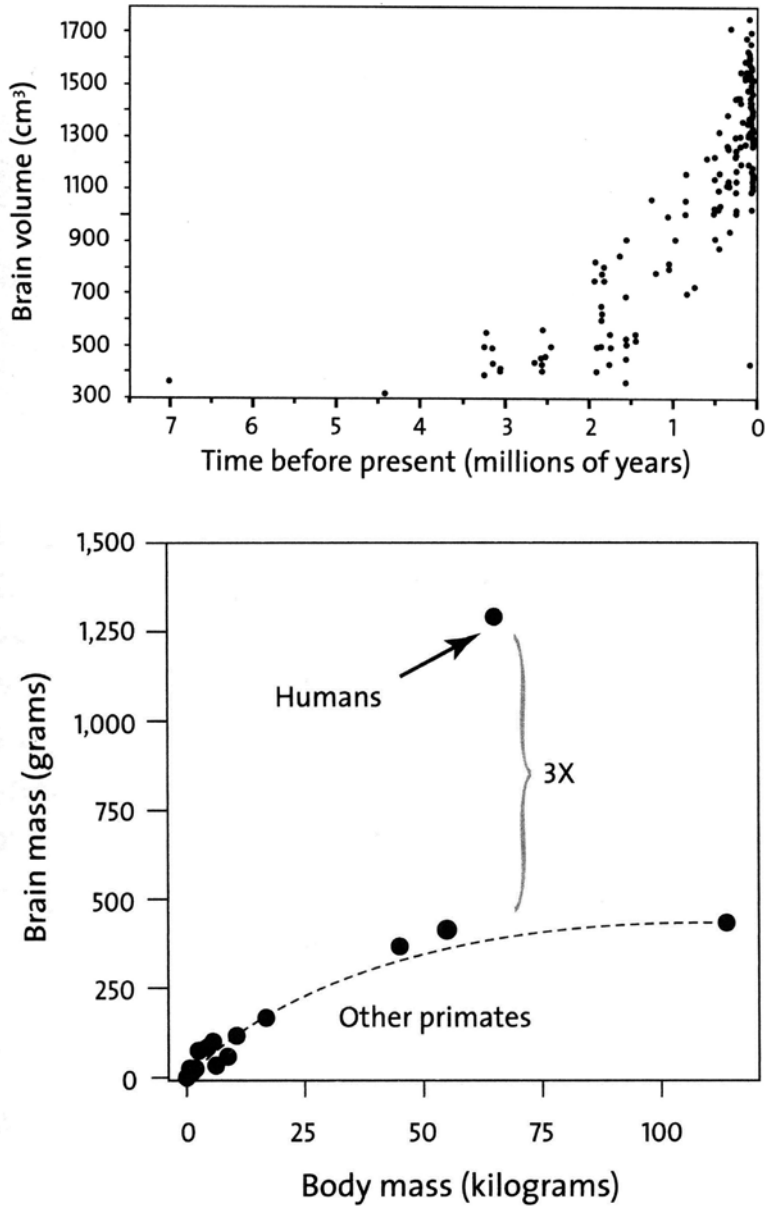 1700
1500
1300
1100
900
700
500
300
Brain volume (cm³)
7 6 5 4 3 2 1 0
Time before present (millions of years)
1,500
1,250
1,000
750
500
250
0
Brain mass (grams)
Humans
3X
Other primates
0 25 50 75 100
Body mass (kilograms)